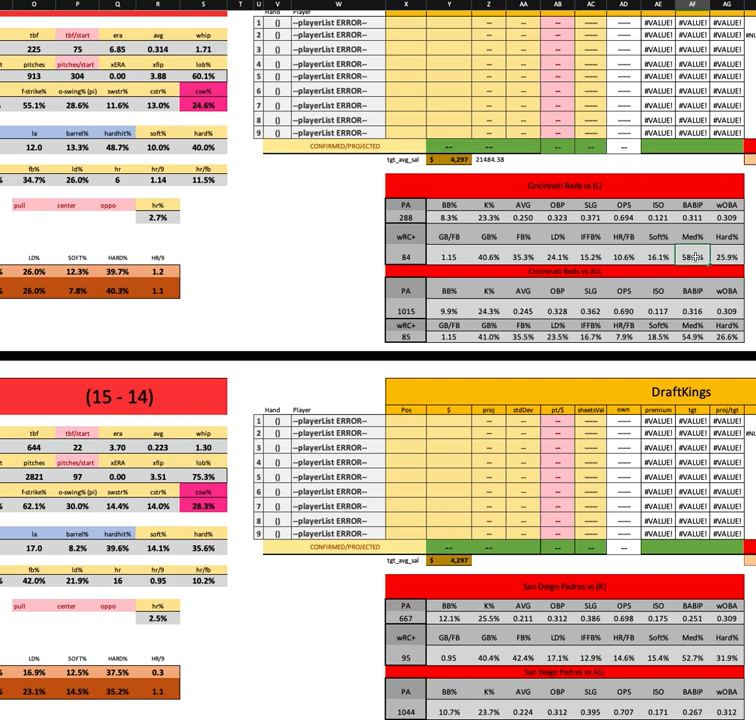 O P Q R S T U V W X Y Z AA AB AC AD AE AF AG
Hand Player
tbf tbf/start era avg whip
225 75 6.85 0.314 1.71
pitches pitches/start xERA xfip lob%
913 304 0.00 3.88 60.1%
f-strike% o-swing% (pi) swstr% cstr% csw%
55.1% 28.6% 11.6% 13.0% 24.6%
la barrel% hardhit% soft% hard%
12.0 13.3% 48.7% 10.0% 40.0%
fb% ld% hr hr/9 hr/fb
34.7% 26.0% 6 1.14 11.5%
pull center oppo hr%
2.7%
LD% SOFT% HARD% HR/9
26.0% 12.3% 39.7% 1.2
26.0% 7.8% 40.3% 1.1
1 () --playerList ERROR-- -- -- -- ----- ----- #VALUE! #VALUE! #VALUE!
2 () --playerList ERROR-- -- -- -- ----- ----- #VALUE! #VALUE! #VALUE!
3 () --playerList ERROR-- -- -- -- ----- ----- #VALUE! #VALUE! #VALUE!
4 () --playerList ERROR-- -- -- -- ----- ----- #VALUE! #VALUE! #VALUE!
5 () --playerList ERROR-- -- -- -- ----- ----- #VALUE! #VALUE! #VALUE!
6 () --playerList ERROR-- -- -- -- ----- ----- #VALUE! #VALUE! #VALUE!
7 () --playerList ERROR-- -- -- -- ----- ----- #VALUE! #VALUE! #VALUE!
8 () --playerList ERROR-- -- -- -- ----- ----- #VALUE! #VALUE! #VALUE!
9 () --playerList ERROR-- -- -- -- ----- ----- #VALUE! #VALUE! #VALUE!
CONFIRMED/PROJECTED -- -- -- -- --
tgt_avg_sal $ 4,297 21484.38
Cincinnati Reds vs (L)
PA BB% K% AVG OBP SLG OPS ISO BABIP wOBA
288 8.3% 23.3% 0.250 0.323 0.371 0.694 0.121 0.311 0.309
wRC+ GB/FB GB% FB% LD% IFFB% HR/FB Soft% Med% Hard%
84 1.15 40.6% 35.3% 24.1% 15.2% 10.6% 16.1% 25.9%
Cincinnati Reds vs ALL
PA BB% K% AVG OBP SLG OPS ISO BABIP wOBA
1015 9.9% 24.3% 0.245 0.328 0.362 0.690 0.117 0.316 0.309
wRC+ GB/FB GB% FB% LD% IFFB% HR/FB Soft% Med% Hard%
85 1.15 41.0% 35.5% 23.5% 16.7% 7.9% 18.5% 54.9% 26.6%
(15 - 14)
tbf tbf/start era avg whip
644 22 3.70 0.223 1.30
pitches pitches/start xERA xfip lob%
2821 97 0.00 3.51 75.3%
f-strike% o-swing% (pi) swstr% cstr% csw%
62.1% 30.0% 14.4% 14.0% 28.3%
la barrel% hardhit% soft% hard%
17.0 8.2% 39.6% 14.1% 35.6%
fb% ld% hr hr/9 hr/fb
42.0% 21.9% 16 0.95 10.2%
pull center oppo hr%
2.5%
LD% SOFT% HARD% HR/9
16.9% 12.5% 37.5% 0.3
23.1% 14.5% 35.2% 1.1
DraftKings
Hand Player Pos $ proj stdDev pt/$ sheetsVal own premium tgt proj/tgt
1 () --playerList ERROR-- -- -- -- ----- ----- #VALUE! #VALUE! #VALUE!
2 () --playerList ERROR-- -- -- -- ----- ----- #VALUE! #VALUE! #VALUE!
3 () --playerList ERROR-- -- -- -- ----- ----- #VALUE! #VALUE! #VALUE!
4 () --playerList ERROR-- -- -- -- ----- ----- #VALUE! #VALUE! #VALUE!
5 () --playerList ERROR-- -- -- -- ----- ----- #VALUE! #VALUE! #VALUE!
6 () --playerList ERROR-- -- -- -- ----- ----- #VALUE! #VALUE! #VALUE!
7 () --playerList ERROR-- -- -- -- ----- ----- #VALUE! #VALUE! #VALUE!
8 () --playerList ERROR-- -- -- -- ----- ----- #VALUE! #VALUE! #VALUE!
9 () --playerList ERROR-- -- -- -- ----- ----- #VALUE! #VALUE! #VALUE!
CONFIRMED/PROJECTED -- -- -- -- --
tgt_avg_sal $ 4,297
San Diego Padres vs (R)
PA BB% K% AVG OBP SLG OPS ISO BABIP wOBA
667 12.1% 25.5% 0.211 0.312 0.386 0.698 0.175 0.251 0.309
wRC+ GB/FB GB% FB% LD% IFFB% HR/FB Soft% Med% Hard%
95 0.95 40.4% 42.4% 17.1% 12.9% 14.6% 15.4% 52.7% 31.9%
San Diego Padres vs ALL
PA BB% K% AVG OBP SLG OPS ISO BABIP wOBA
1044 10.7% 23.7% 0.224 0.312 0.395 0.707 0.171 0.267 0.312